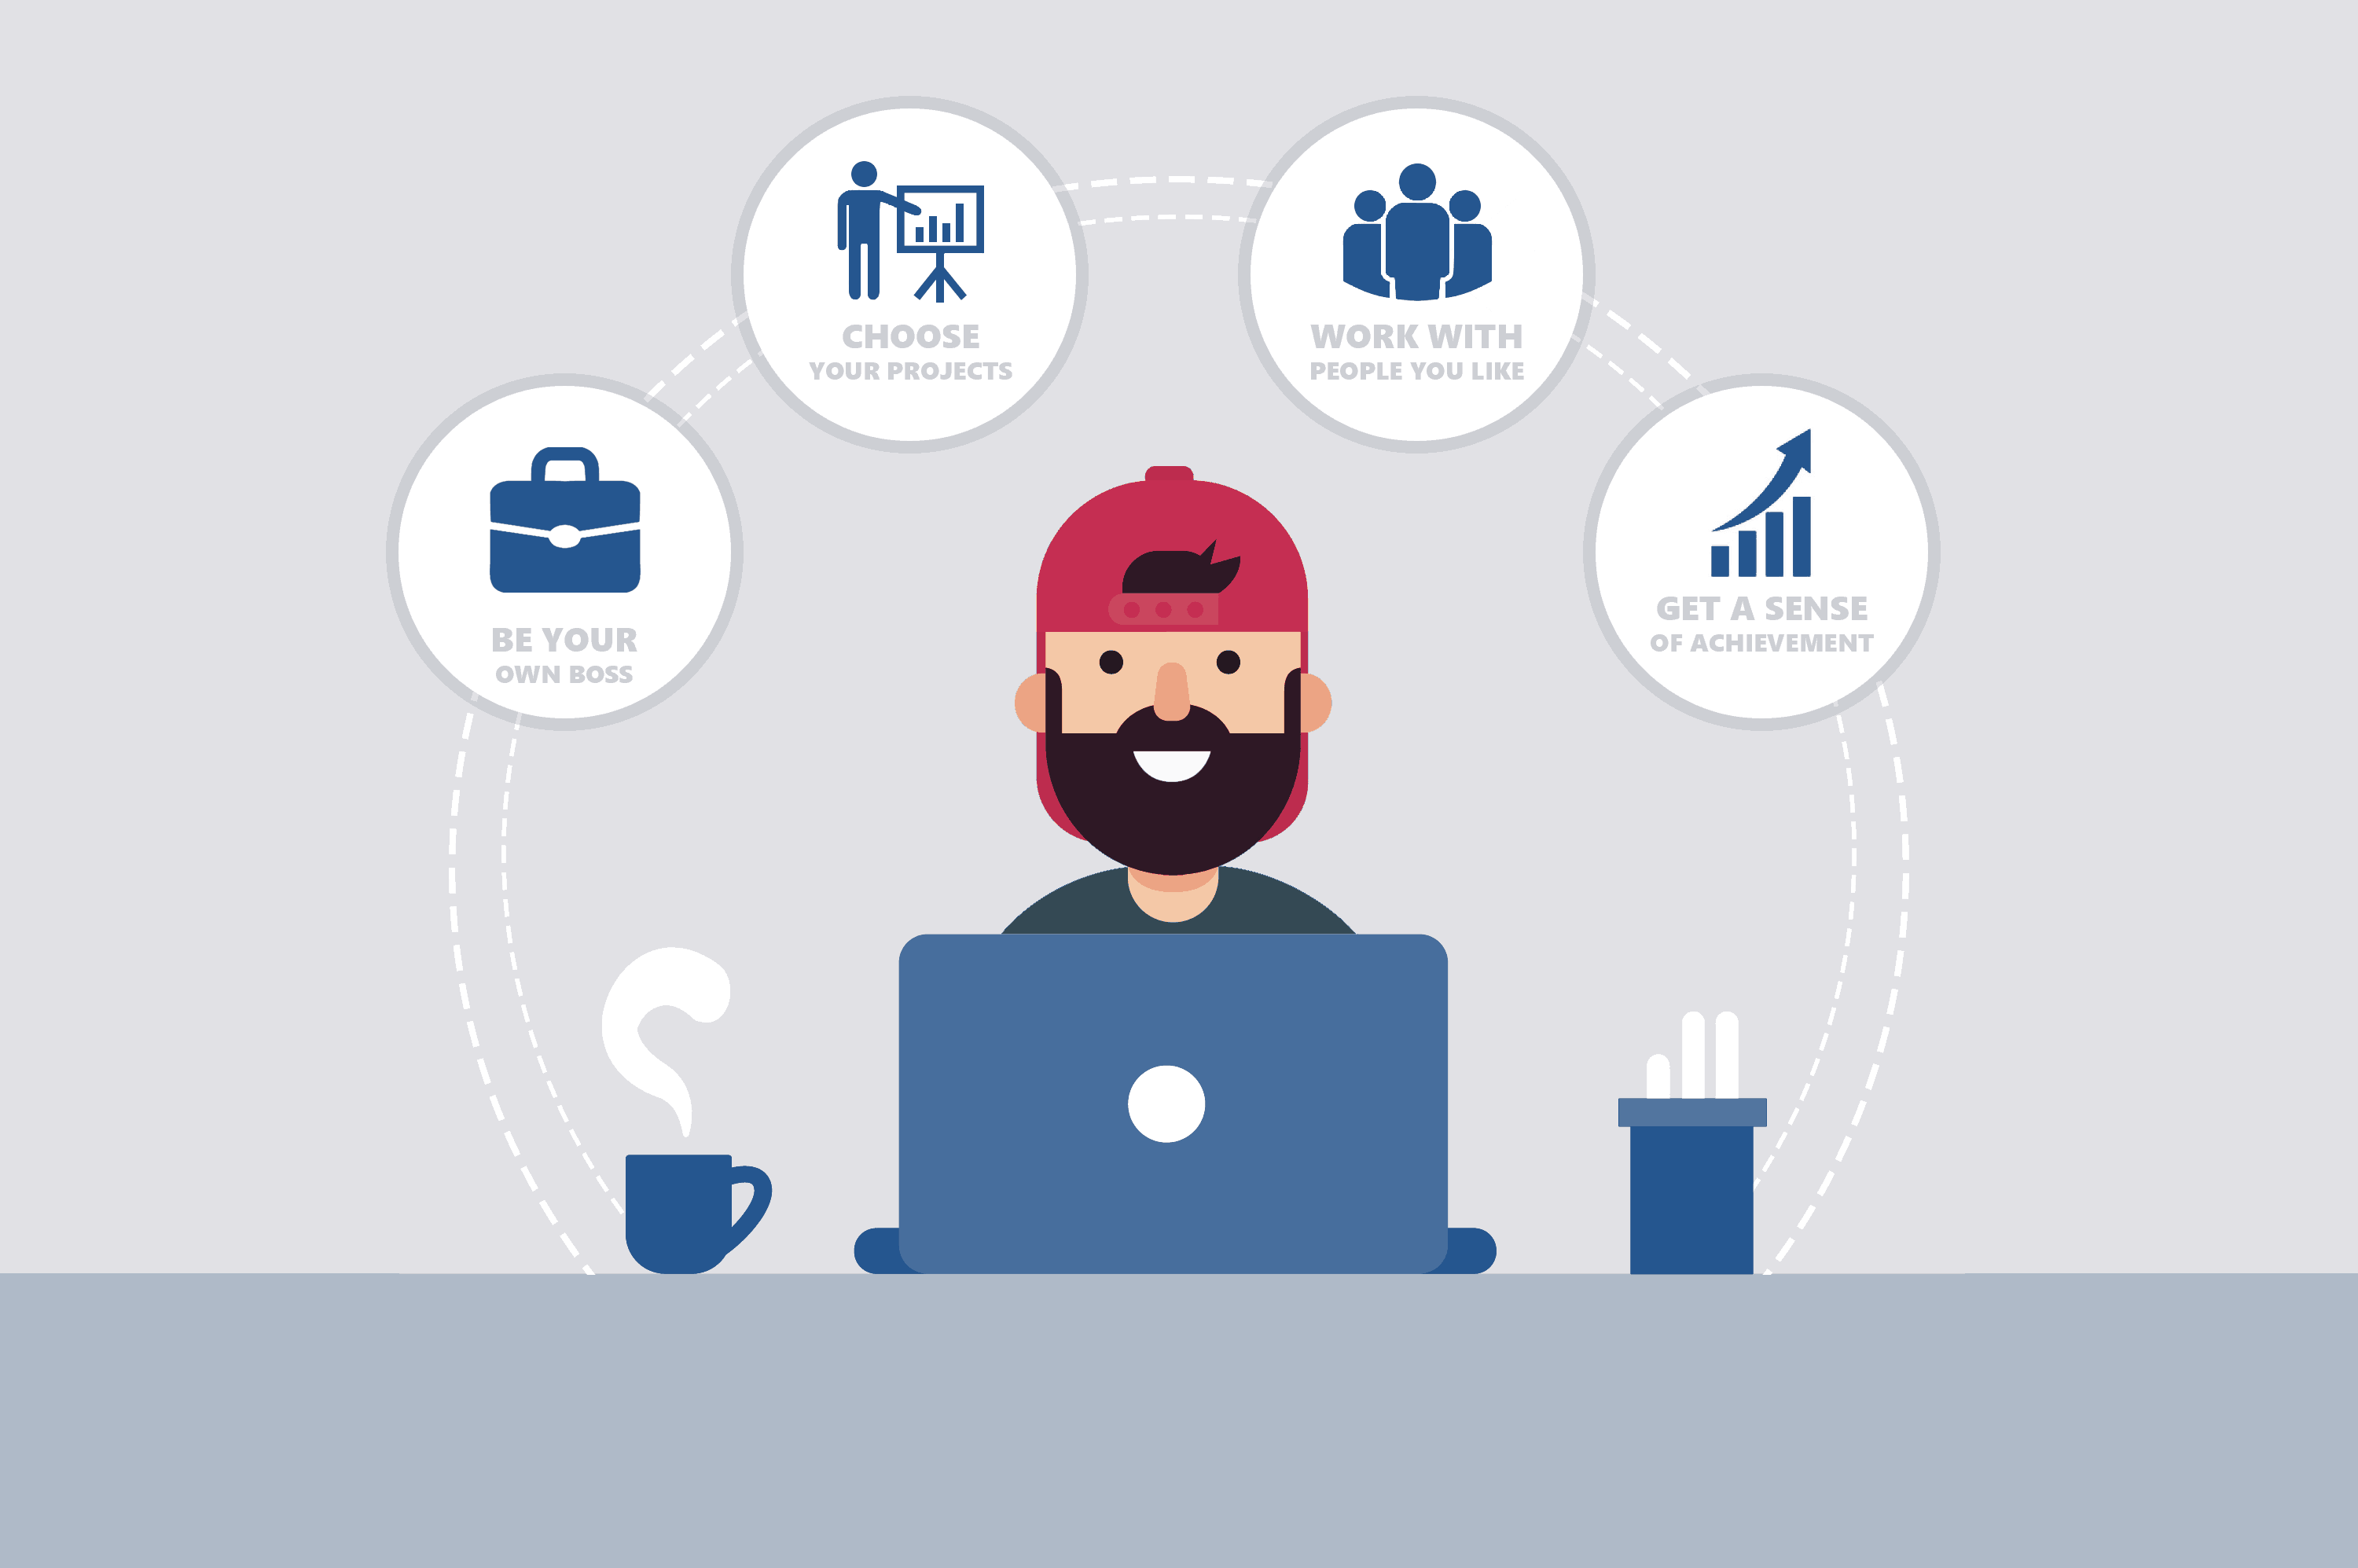 BE YOUR
OWN BOSS
CHOOSE
YOUR PROJECTS
WORK WITH
PEOPLE YOU LIKE
GET A SENSE
OF ACHIEVEMENT